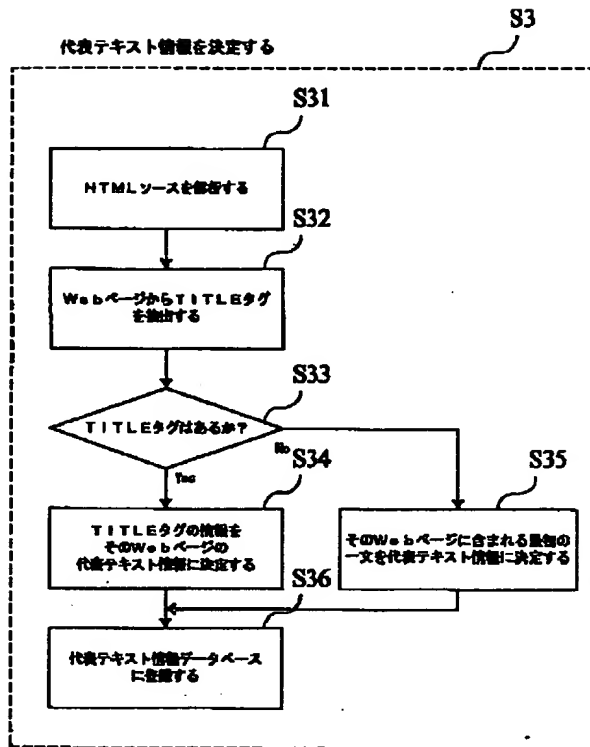 S3
代表テキスト情報を決定する
S31
HTMLソースを解析する
S32
WebページからTITLEタグ
を抽出する
S33
TITLEタグはあるか?
No
Yes
S34
TITLEタグの情報を
そのWebページの
代表テキスト情報に決定する
S35
そのWebページに含まれる最初の
一文を代表テキスト情報に決定する
S36
代表テキスト情報データベース
に登録する